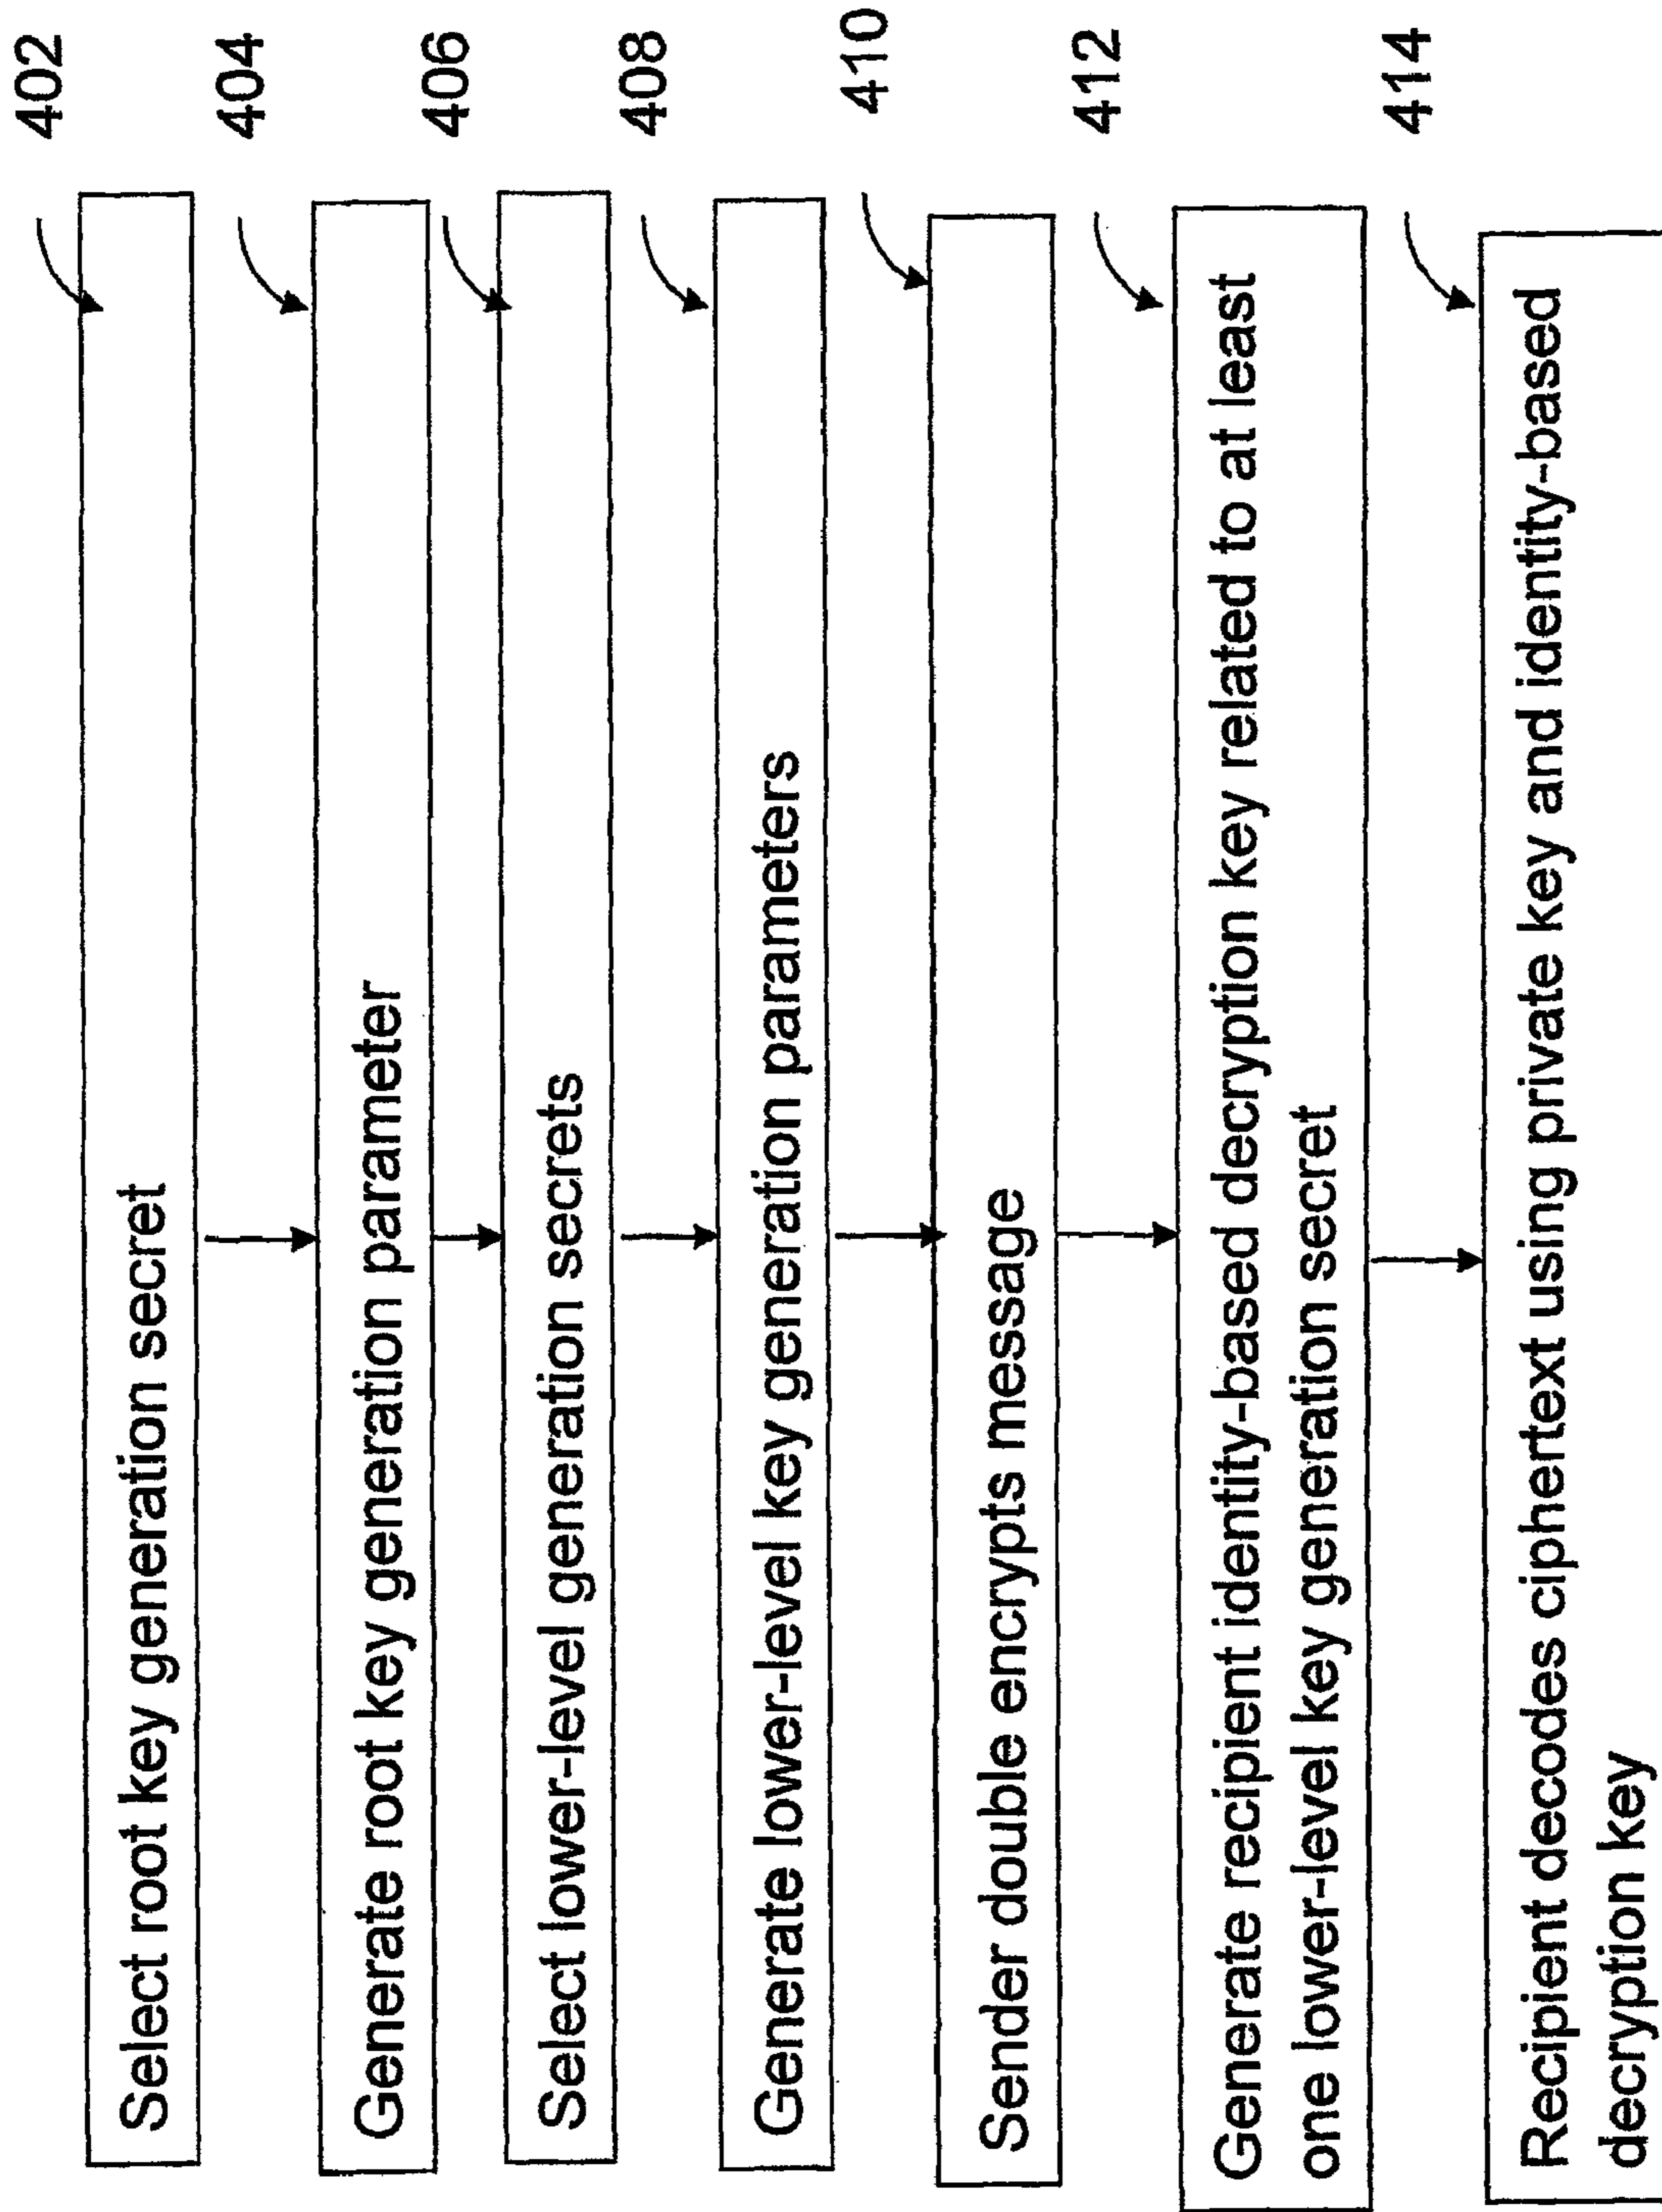 402
Select root key generation secret
404
Generate root key generation parameter
406
Select lower-level generation secrets
408
Generate lower-level key generation parameters
410
Sender double encrypts message
412
Generate recipient identity-based decryption key related to at least
one lower-level key generation secret
414
Recipient decodes ciphertext using private key and identity-based
decryption key